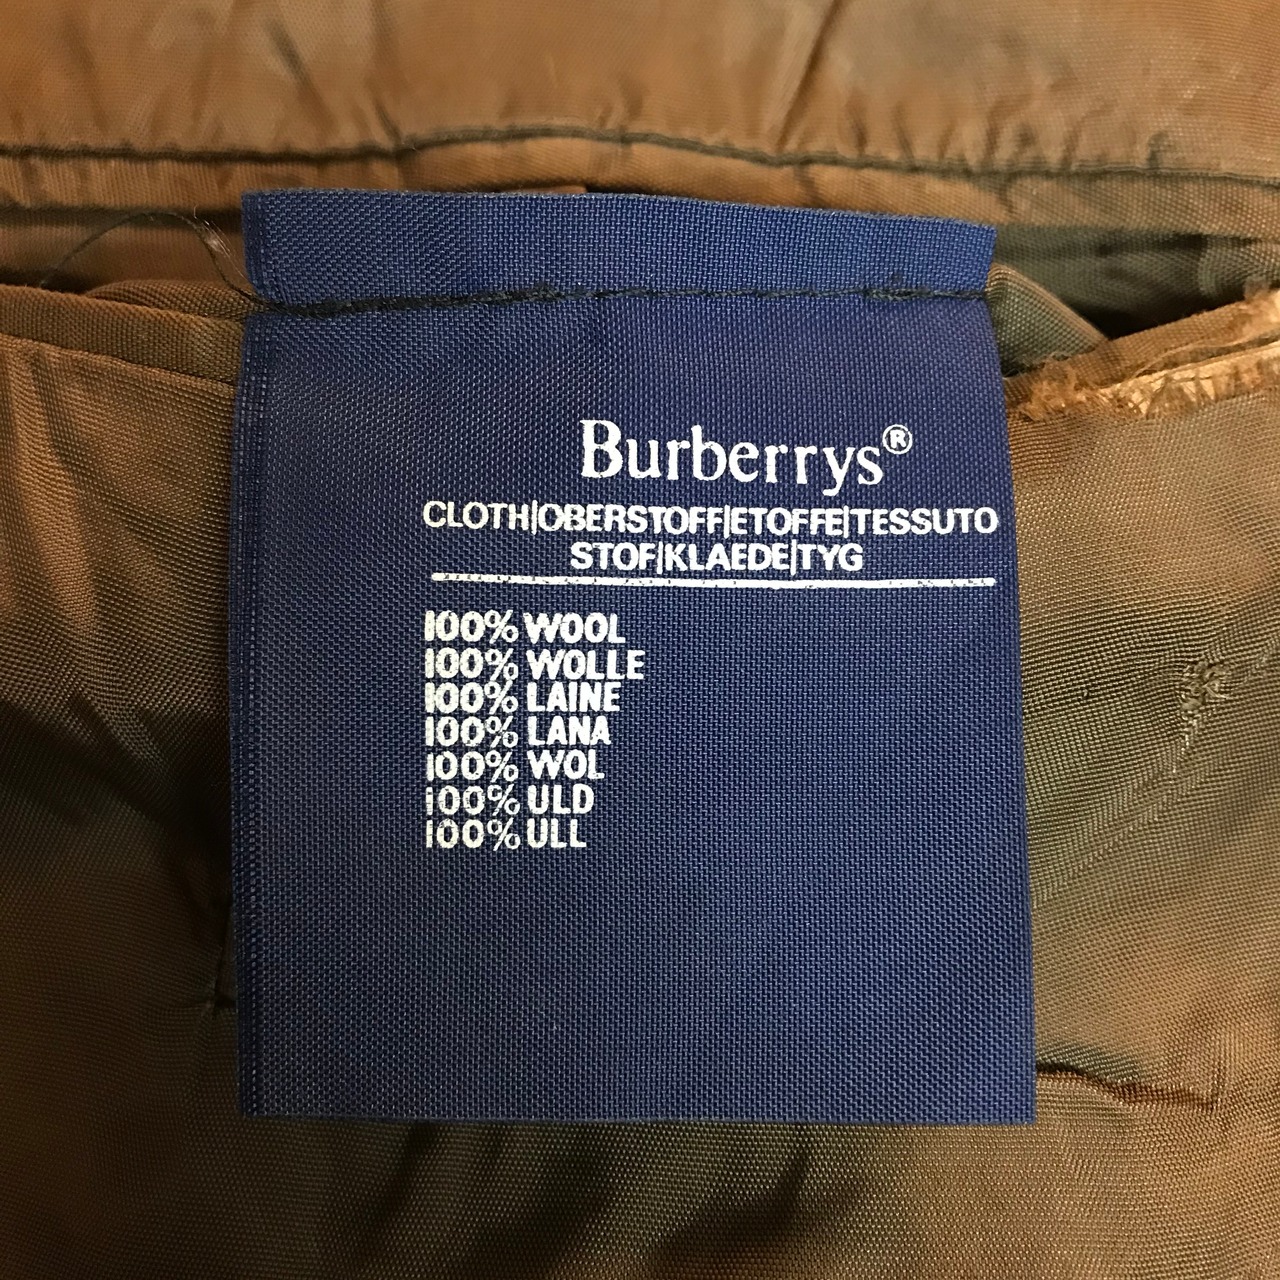 Burberrys®
CLOTH|OBERSTOFF|ETOFFE|TESSUTO
STOF|KLAEDE|TYG
100% WOOL
100% WOLLE
100% LAINE
100% LANA
100% WOL
100% ULD
100% ULL